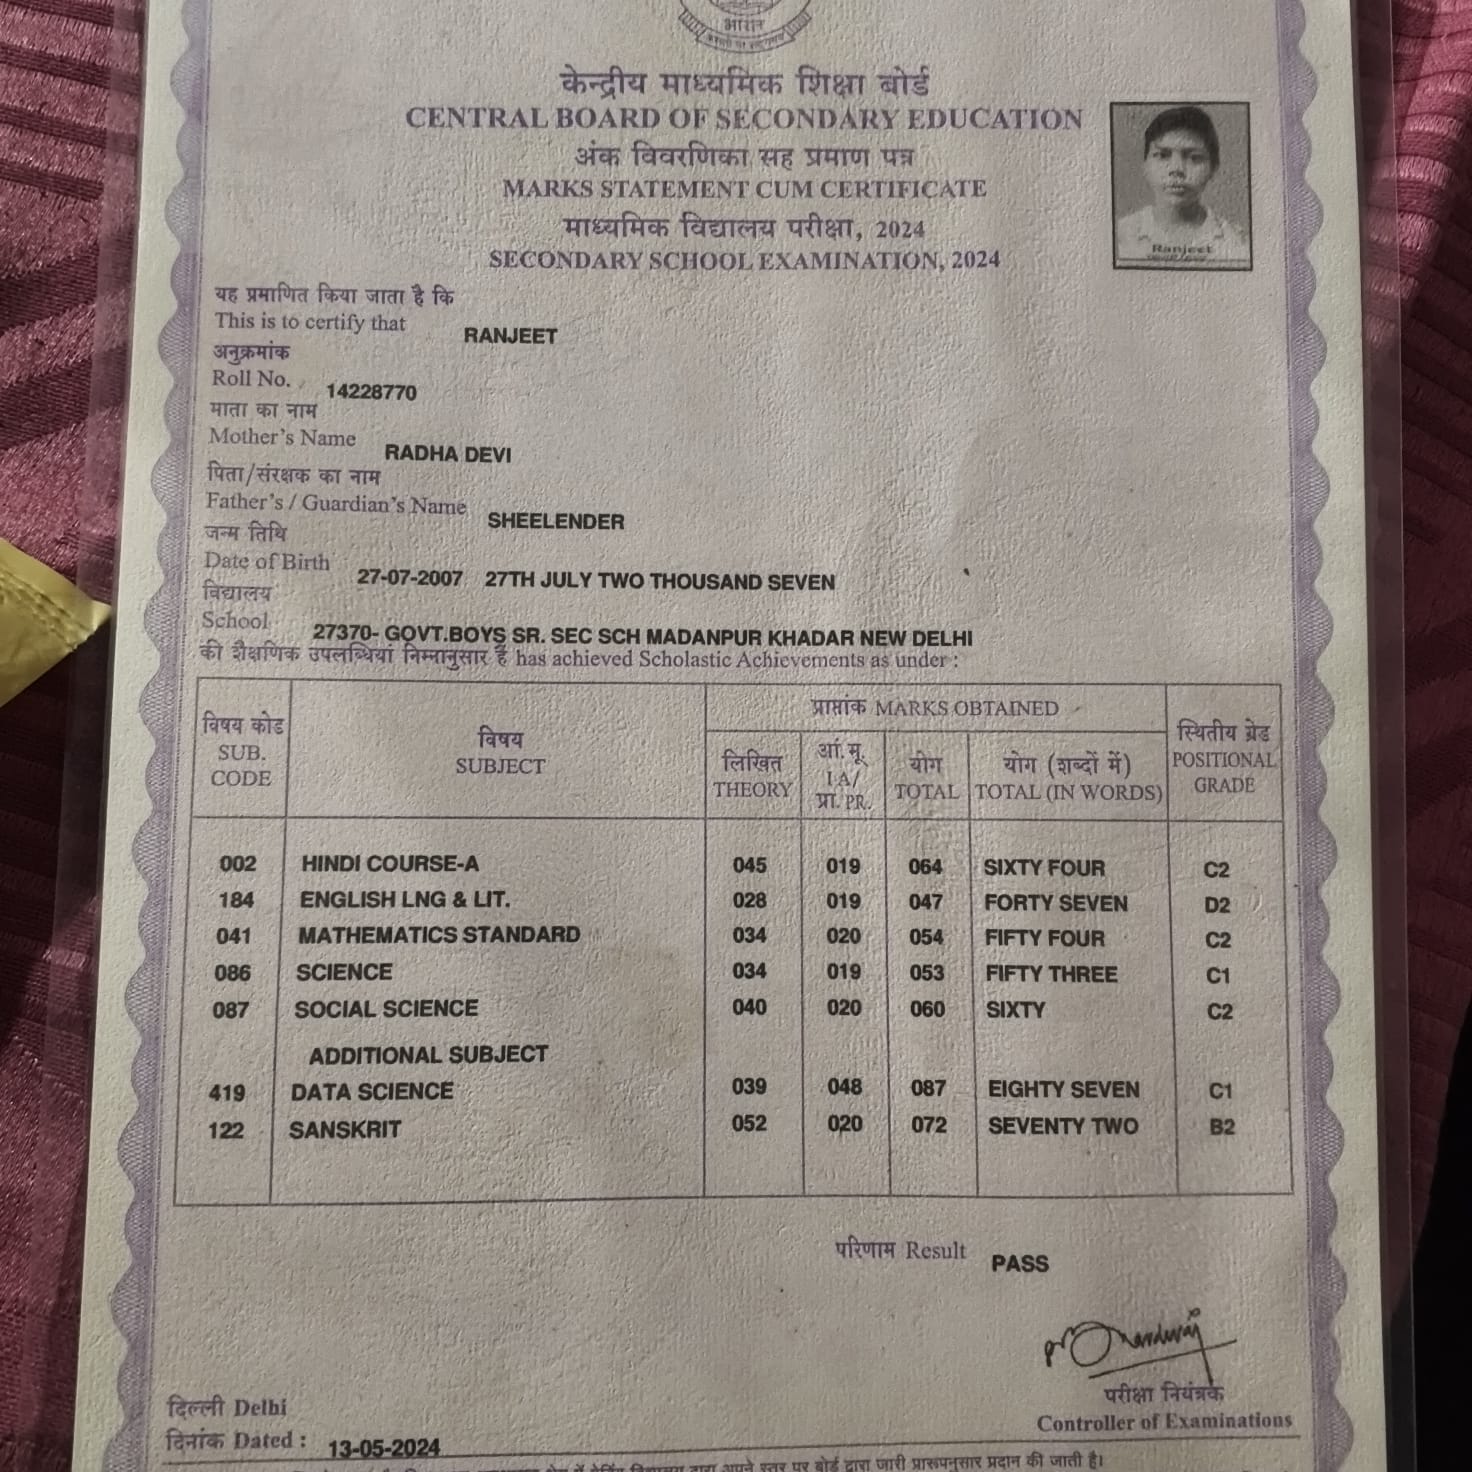 भारत
केन्द्रीय माध्यमिक शिक्षा बोर्ड
CENTRAL BOARD OF SECONDARY EDUCATION
अंक विवरणिका सह प्रमाण पत्र
MARKS STATEMENT CUM CERTIFICATE
माध्यमिक विद्यालय परीक्षा, 2024
SECONDARY SCHOOL EXAMINATION, 2024
Ranjeet
यह प्रमाणित किया जाता है कि
This is to certify that RANJEET
अनुक्रमांक
Roll No. 14228770
माता का नाम
Mother's Name RADHA DEVI
पिता/संरक्षक का नाम
Father's / Guardian's Name SHEELENDER
जन्म तिथि
Date of Birth 27-07-2007 27TH JULY TWO THOUSAND SEVEN
विद्यालय
School 27370- GOVT.BOYS SR. SEC SCH MADANPUR KHADAR NEW DELHI
की शैक्षणिक उपलब्धियां निम्नानुसार हैं has achieved Scholastic Achievements as under :
विषय कोड SUB. CODE विषय SUBJECT प्राप्तांक MARKS OBTAINED स्थितीय ग्रेड POSITIONAL GRADE
लिखित THEORY आं.मू. I A/ प्रा. PR. योग TOTAL योग (शब्दों में) TOTAL (IN WORDS)
002 HINDI COURSE-A 045 019 064 SIXTY FOUR C2
184 ENGLISH LNG & LIT. 028 019 047 FORTY SEVEN D2
041 MATHEMATICS STANDARD 034 020 054 FIFTY FOUR C2
086 SCIENCE 034 019 053 FIFTY THREE C1
087 SOCIAL SCIENCE 040 020 060 SIXTY C2
ADDITIONAL SUBJECT
419 DATA SCIENCE 039 048 087 EIGHTY SEVEN C1
122 SANSKRIT 052 020 072 SEVENTY TWO B2
परिणाम Result PASS
परीक्षा नियंत्रक
दिल्ली Delhi
Controller of Examinations
दिनांक Dated : 13-05-2024
द्वारा अपने स्तर पर बोर्ड द्वारा जारी प्रारूपनुसार प्रदान की जाती है।